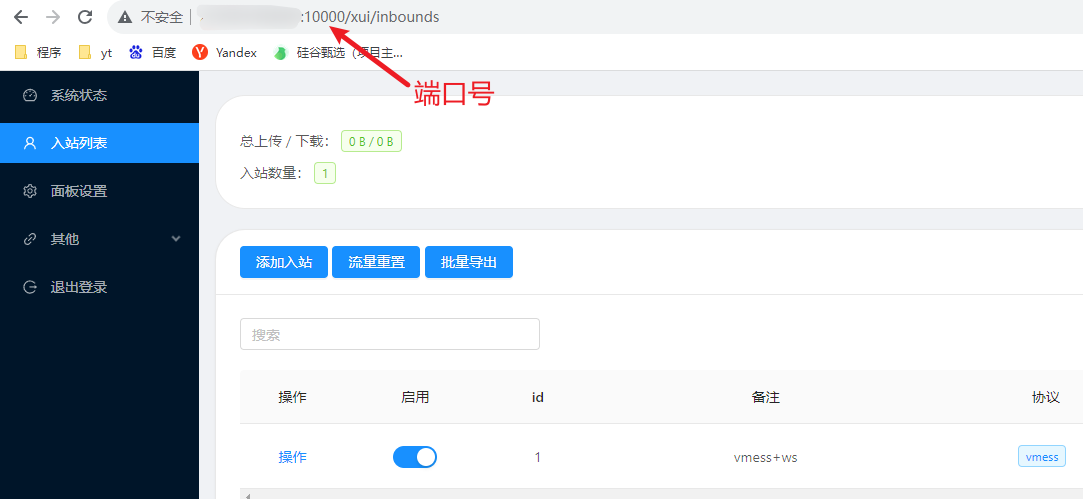 不安全 | :10000/xui/inbounds
程序 yt 百度 Yandex 硅谷甄选（项目主...
端口号
系统状态
入站列表
面板设置
其他
退出登录
总上传 / 下载： 0 B / 0 B
入站数量： 1
添加入站 流量重置 批量导出
搜索
操作 启用 id 备注 协议
操作 1 vmess+ws vmess